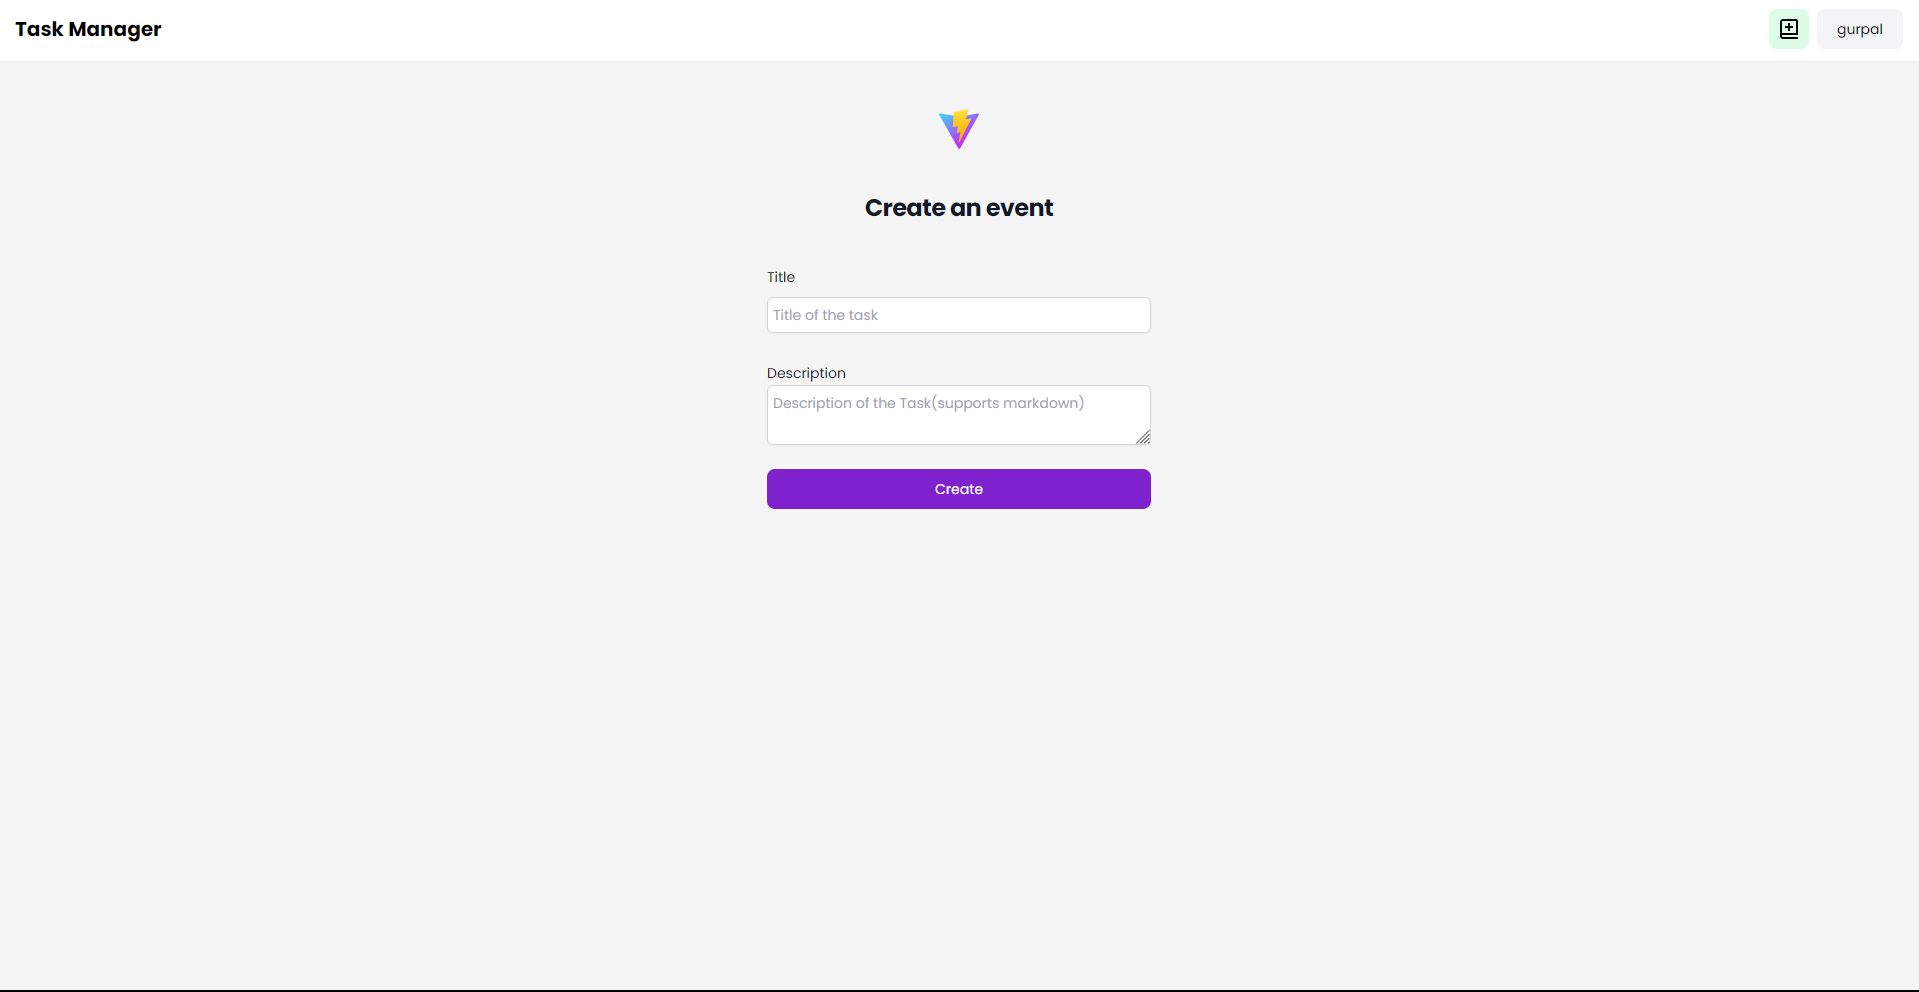 Task Manager
gurpal
Create an event
Title
Title of the task
Description
Description of the Task(supports markdown)
Create